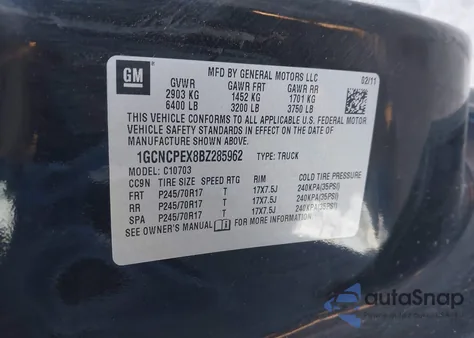 GM
MFD BY GENERAL MOTORS LLC
02/11
GVWR GAWR FRT GAWR RR
2903 KG 1452 KG 1701 KG
6400 LB 3200 LB 3750 LB
THIS VEHICLE CONFORMS TO ALL APPLICABLE U.S. FEDERAL MOTOR
VEHICLE SAFETY STANDARDS IN EFFECT ON THE DATE OF
MANUFACTURE SHOWN ABOVE.
1GCNCPEX8BZ285962 TYPE: TRUCK
MODEL: C10703
CC9N TIRE SIZE SPEED RTG RIM COLD TIRE PRESSURE
FRT P245/70R17 T 17X7.5J 240KPA(35PSI)
RR P245/70R17 T 17X7.5J 240KPA(35PSI)
SPA P245/70R17 T 17X7.5J 240KPA(35PSI)
SEE OWNER'S MANUAL FOR MORE INFORMATION
autoSnap